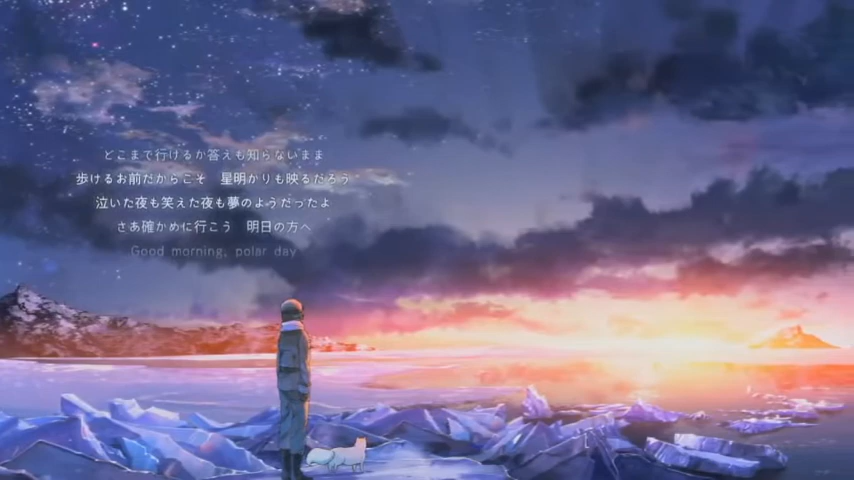 どこまで行けるか答えも知らないまま
歩けるお前だからこそ　星明かりも映るだろう
泣いた夜も笑えた夜も夢のようだったよ
さあ確かめに行こう　明日の方へ
Good morning, polar day